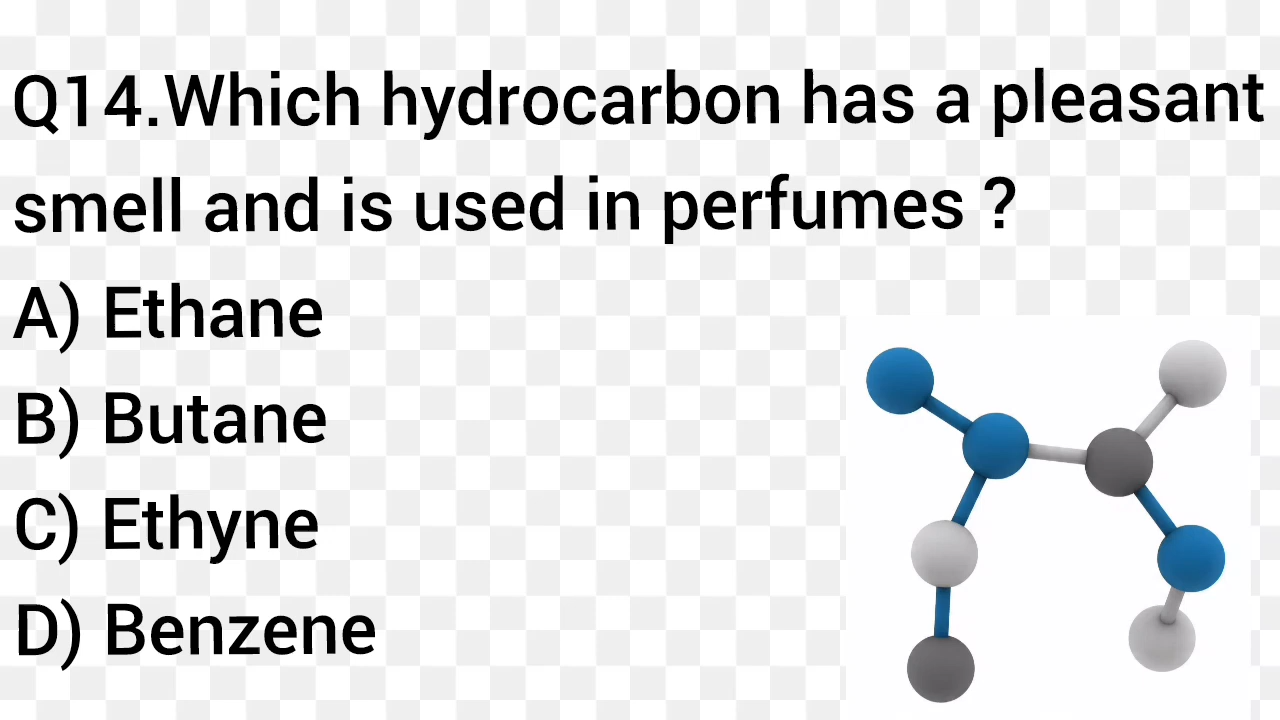 Q14.Which hydrocarbon has a pleasant
smell and is used in perfumes ?
A) Ethane
B) Butane
C) Ethyne
D) Benzene